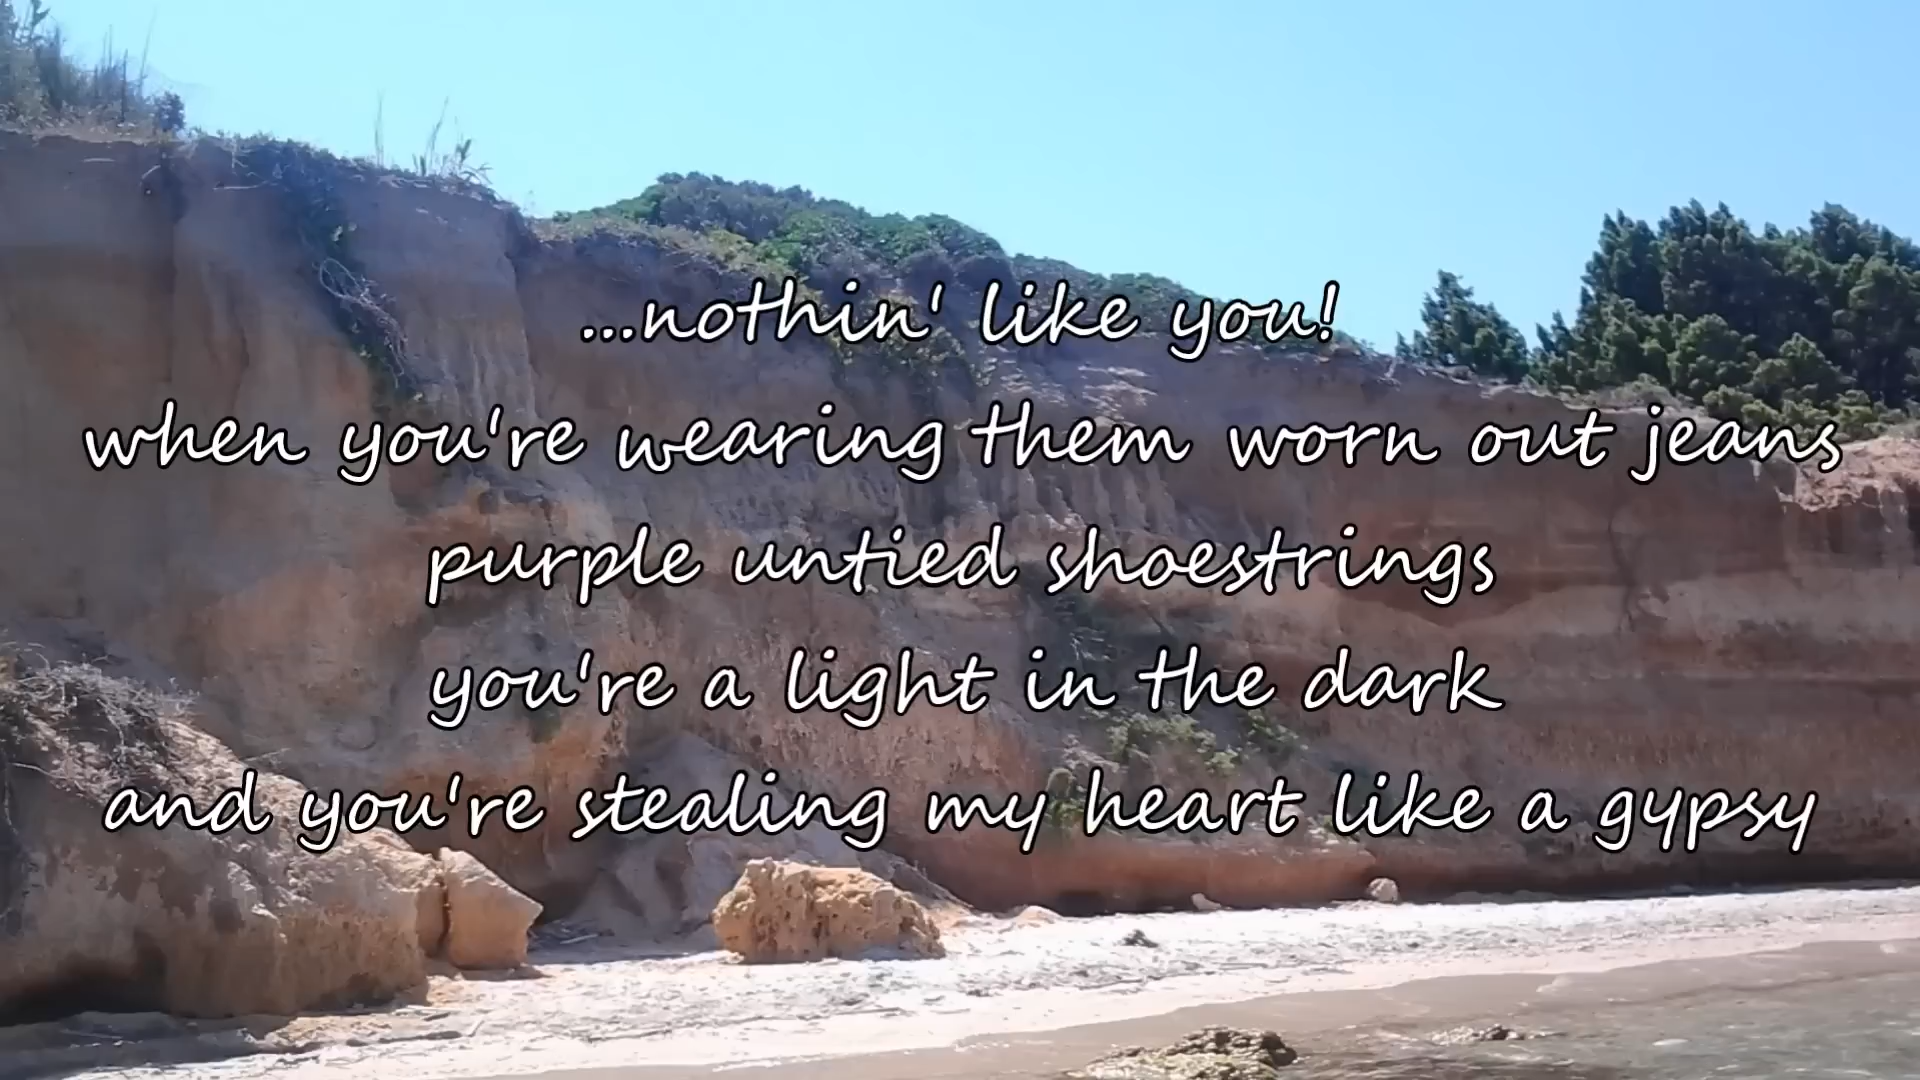 ...nothin' like you!
when you're wearing them worn out jeans
purple untied shoestrings
you're a light in the dark
and you're stealing my heart like a gypsy